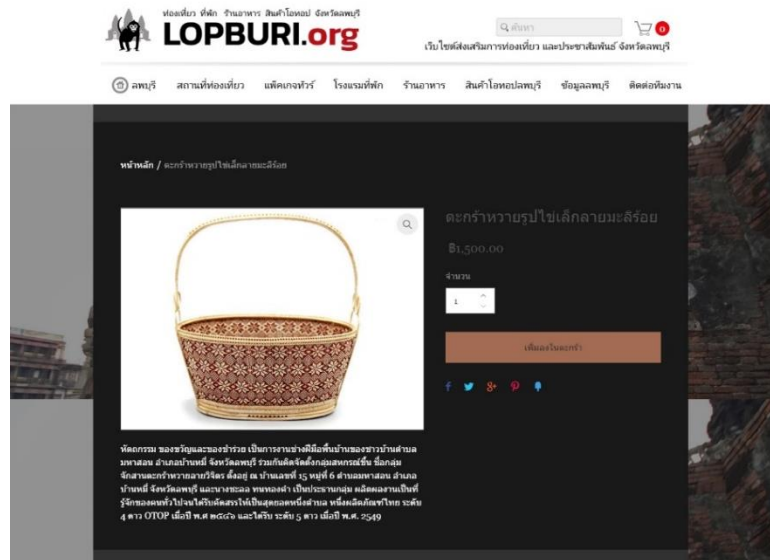 ท่องเที่ยว ที่พัก ร้านอาหาร สินค้าโอทอป จังหวัดลพบุรี
LOPBURI.org
ค้นหา
0
เว็บไซต์ส่งเสริมการท่องเที่ยว และประชาสัมพันธ์ จังหวัดลพบุรี
ลพบุรี สถานที่ท่องเที่ยว แพ็คเกจทัวร์ โรงแรมที่พัก ร้านอาหาร สินค้าโอทอปลพบุรี ข้อมูลลพบุรี ติดต่อทีมงาน
หน้าหลัก / ตะกร้าหวายรูปไข่เล็กลายมะลิร้อย
ตะกร้าหวายรูปไข่เล็กลายมะลิร้อย
฿1,500.00
จำนวน
1
เพิ่มลงในตะกร้า
หัตถกรรม ของขวัญและของชำร่วย เป็นการงานช่างฝีมือพื้นบ้านของชาวบ้านตำบล
มหาสอน อำเภอบ้านหมี่ จังหวัดลพบุรี ร่วมกันคิดจัดตั้งกลุ่มสหกรณ์ขึ้น ชื่อกลุ่ม
จักสานตะกร้าหวายลายวิจิตร ตั้งอยู่ ณ บ้านเลขที่ 15 หมู่ที่ 6 ตำบลมหาสอน อำเภอ
บ้านหมี่ จังหวัดลพบุรี และนางชะลอ ทนทองคำ เป็นประธานกลุ่ม ผลิตผลงานเป็นที่
รู้จักของคนทั่วไปจนได้รับคัดสรรให้เป็นสุดยอดหนึ่งตำบล หนึ่งผลิตภัณฑ์ไทย ระดับ
4 ดาว OTOP เมื่อปี พ.ศ ๒๕๔๖ และได้รับ ระดับ 5 ดาว เมื่อปี พ.ศ. 2549